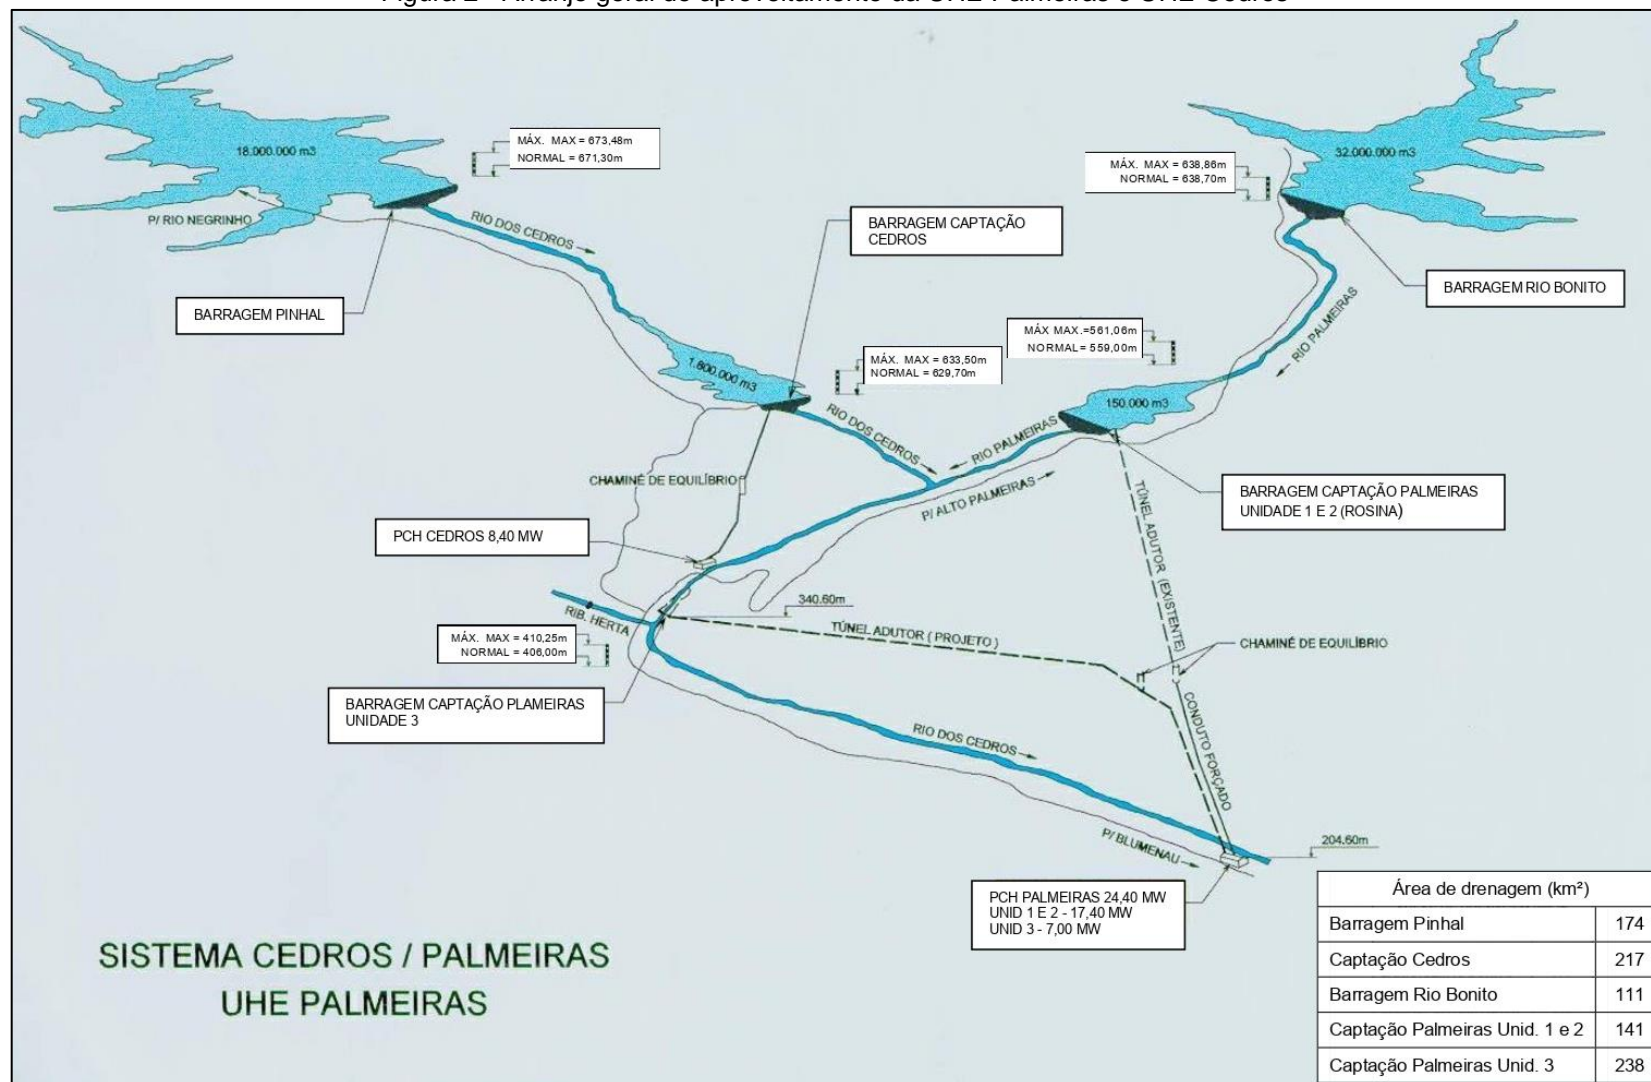 18.000.000 m3
MÁX. MAX = 673,48m
NORMAL = 671,30m
P/ RIO NEGRINHO
RIO DOS CEDROS
BARRAGEM PINHAL
BARRAGEM CAPTAÇÃO
CEDROS
MÁX. MAX = 638,86m
NORMAL = 638,70m
32.000.000 m3
BARRAGEM RIO BONITO
RIO PALMEIRAS
MÁX MAX.=561,06m
NORMAL= 559,00m
1.800.000 m3
MÁX. MAX = 633,50m
NORMAL = 629,70m
150.000 m3
RIO DOS CEDROS
RIO PALMEIRAS
CHAMINÉ DE EQUILÍBRIO
P/ ALTO PALMEIRAS
BARRAGEM CAPTAÇÃO PALMEIRAS
UNIDADE 1 E 2 (ROSINA)
PCH CEDROS 8,40 MW
TÚNEL ADUTOR (EXISTENTE)
340.60m
RIB. HERTA
TÚNEL ADUTOR ( PROJETO )
MÁX. MAX = 410,25m
NORMAL = 406,00m
CHAMINÉ DE EQUILÍBRIO
BARRAGEM CAPTAÇÃO PLAMEIRAS
UNIDADE 3
CONDUTO FORÇADO
RIO DOS CEDROS
P/ BLUMENAU
204.60m
PCH PALMEIRAS 24,40 MW
UNID 1 E 2 - 17,40 MW
UNID 3 - 7,00 MW
SISTEMA CEDROS / PALMEIRAS
UHE PALMEIRAS
Área de drenagem (km²)
Barragem Pinhal 174
Captação Cedros 217
Barragem Rio Bonito 111
Captação Palmeiras Unid. 1 e 2 141
Captação Palmeiras Unid. 3 238